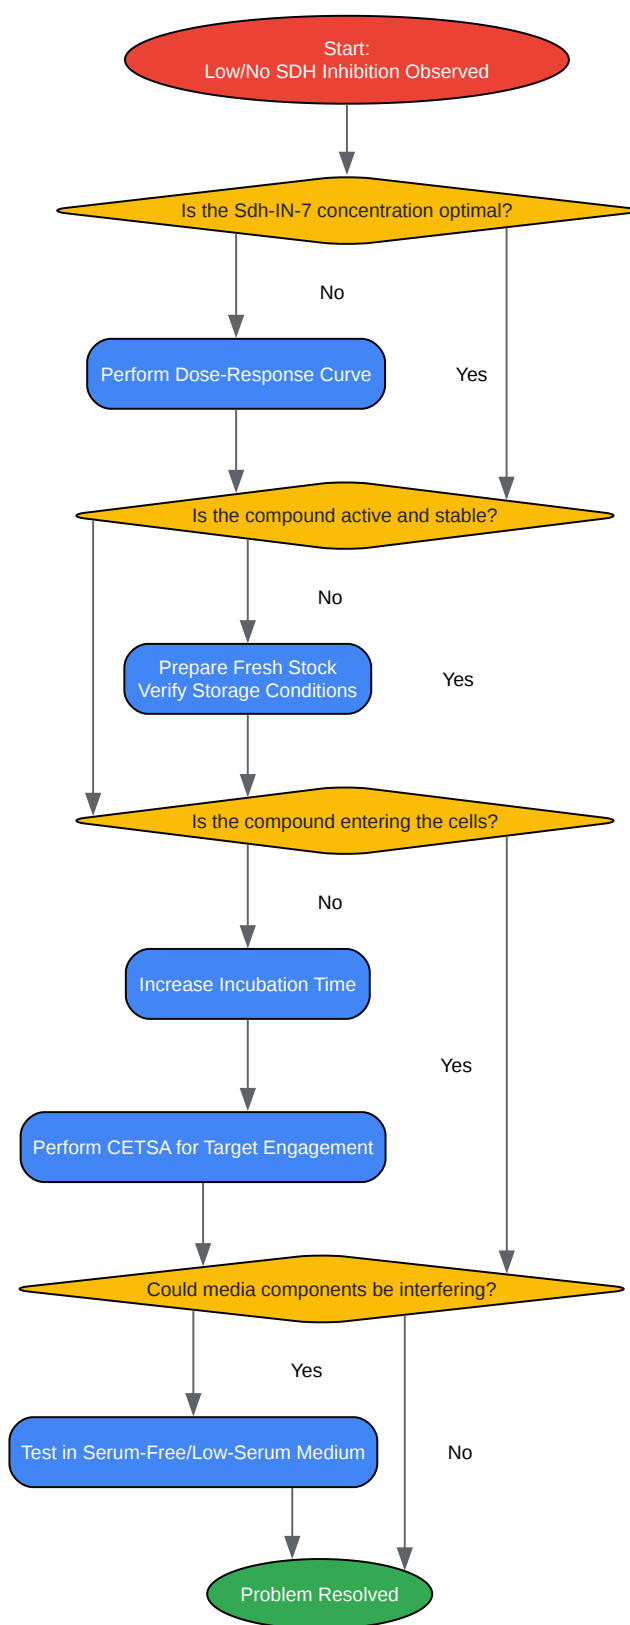 Start:
Low/No SDH Inhibition Observed
Is the Sdh-IN-7 concentration optimal?
No
Perform Dose-Response Curve
Yes
Is the compound active and stable?
No
Prepare Fresh Stock
Verify Storage Conditions
Yes
Is the compound entering the cells?
No
Increase Incubation Time
Yes
Perform CETSA for Target Engagement
Could media components be interfering?
Yes
Test in Serum-Free/Low-Serum Medium
No
Problem Resolved